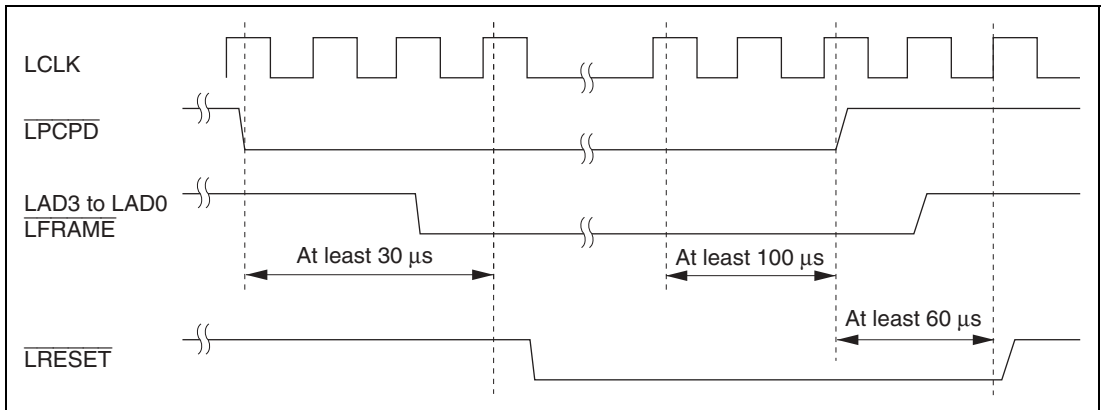 LCLK
LPCPD
LAD3 to LAD0
LFRAME
At least 30 µs
At least 100 µs
At least 60 µs
LRESET